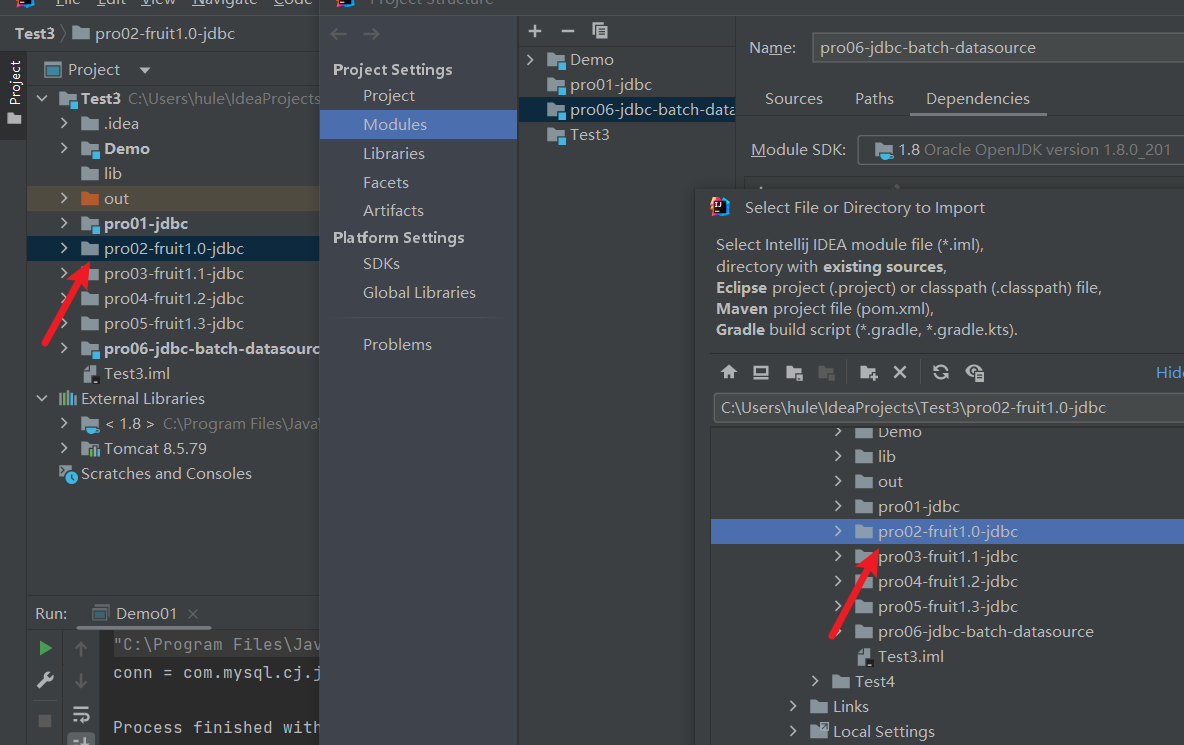 File Edit View Navigate Code
Project Structure
Test3 pro02-fruit1.0-jdbc
Project
Project
Test3 C:\Users\hule\IdeaProjects
.idea
Demo
lib
out
pro01-jdbc
pro02-fruit1.0-jdbc
pro03-fruit1.1-jdbc
pro04-fruit1.2-jdbc
pro05-fruit1.3-jdbc
pro06-jdbc-batch-datasourc
Test3.iml
External Libraries
< 1.8 > C:\Program Files\Java
Tomcat 8.5.79
Scratches and Consoles
Run: Demo01
"C:\Program Files\Jav
conn = com.mysql.cj.j
Process finished with
Project Settings
Project
Modules
Libraries
Facets
Artifacts
Platform Settings
SDKs
Global Libraries
Problems
Demo
pro01-jdbc
pro06-jdbc-batch-data
Test3
Name: pro06-jdbc-batch-datasource
Sources Paths Dependencies
Module SDK: 1.8 Oracle OpenJDK version 1.8.0_201
Select File or Directory to Import
Select Intellij IDEA module file (*.iml),
directory with existing sources,
Eclipse project (.project) or classpath (.classpath) file,
Maven project file (pom.xml),
Gradle build script (*.gradle, *.gradle.kts).
Hide
C:\Users\hule\IdeaProjects\Test3\pro02-fruit1.0-jdbc
Demo
lib
out
pro01-jdbc
pro02-fruit1.0-jdbc
pro03-fruit1.1-jdbc
pro04-fruit1.2-jdbc
pro05-fruit1.3-jdbc
pro06-jdbc-batch-datasource
Test3.iml
Test4
Links
Local Settings